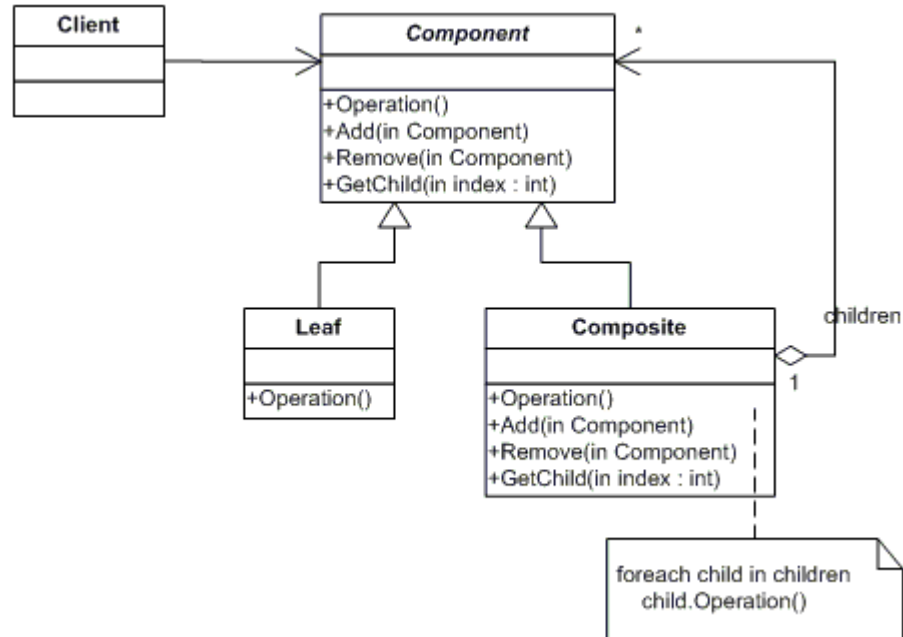 Client
Component
*
+Operation()
+Add(in Component)
+Remove(in Component)
+GetChild(in index : int)
children
Leaf
+Operation()
Composite
1
+Operation()
+Add(in Component)
+Remove(in Component)
+GetChild(in index : int)
foreach child in children
child.Operation()